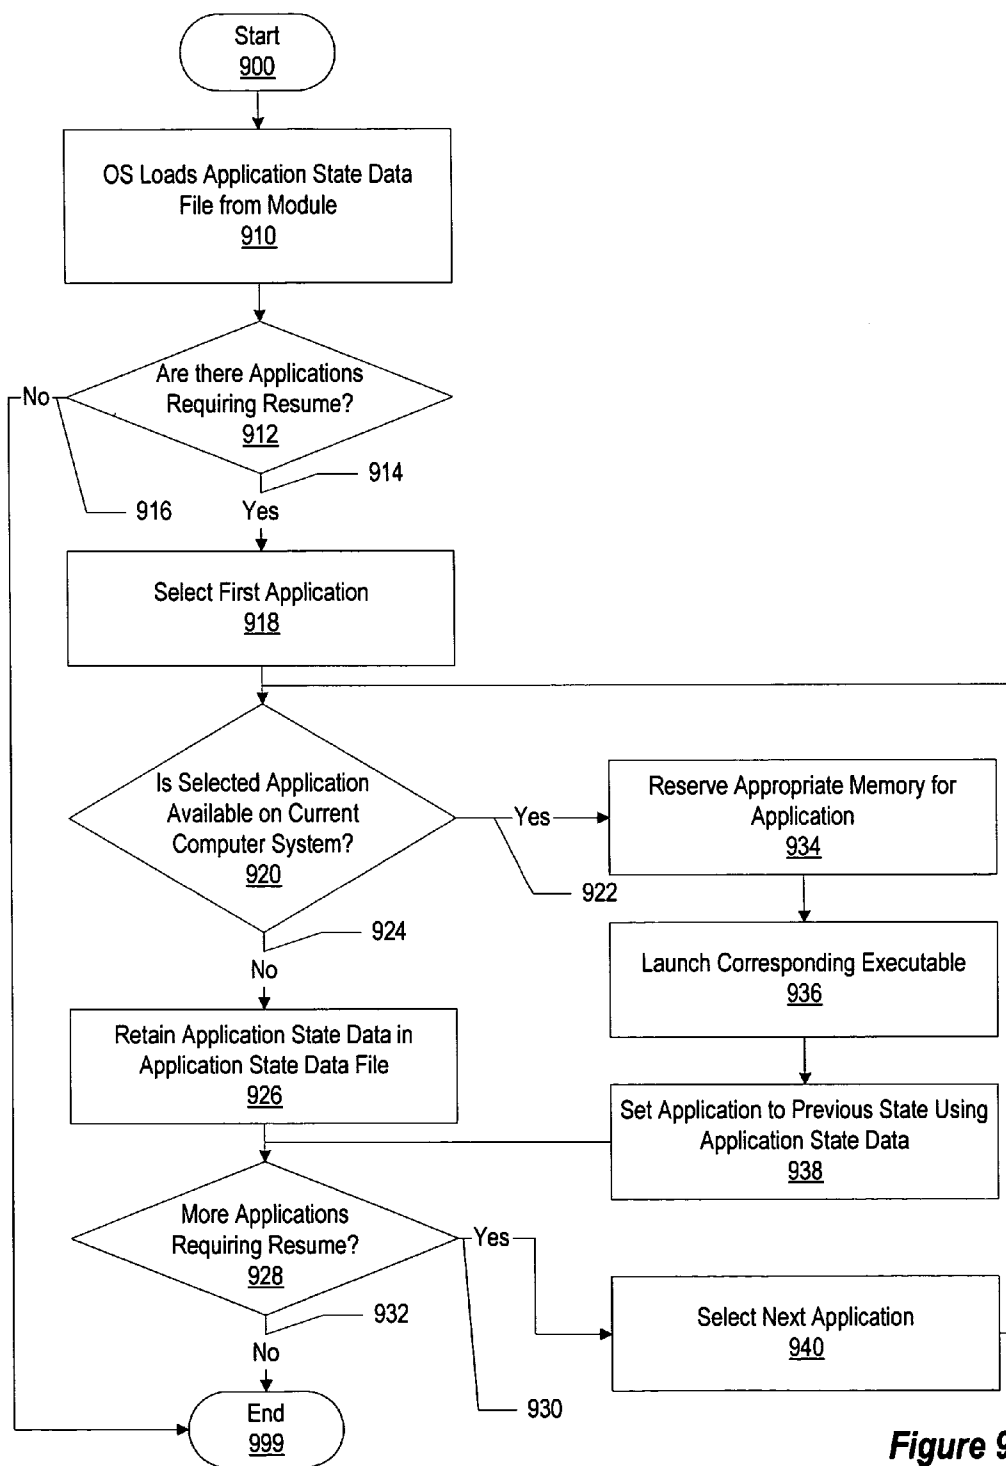 Start
900
OS Loads Application State Data
File from Module
910
Are there Applications
Requiring Resume?
912
No
914
916
Yes
Select First Application
918
Is Selected Application
Available on Current
Computer System?
920
Yes
922
Reserve Appropriate Memory for
Application
934
924
No
Launch Corresponding Executable
936
Retain Application State Data in
Application State Data File
926
Set Application to Previous State Using
Application State Data
938
More Applications
Requiring Resume?
928
Yes
932
No
Select Next Application
940
930
End
999
Figure 9